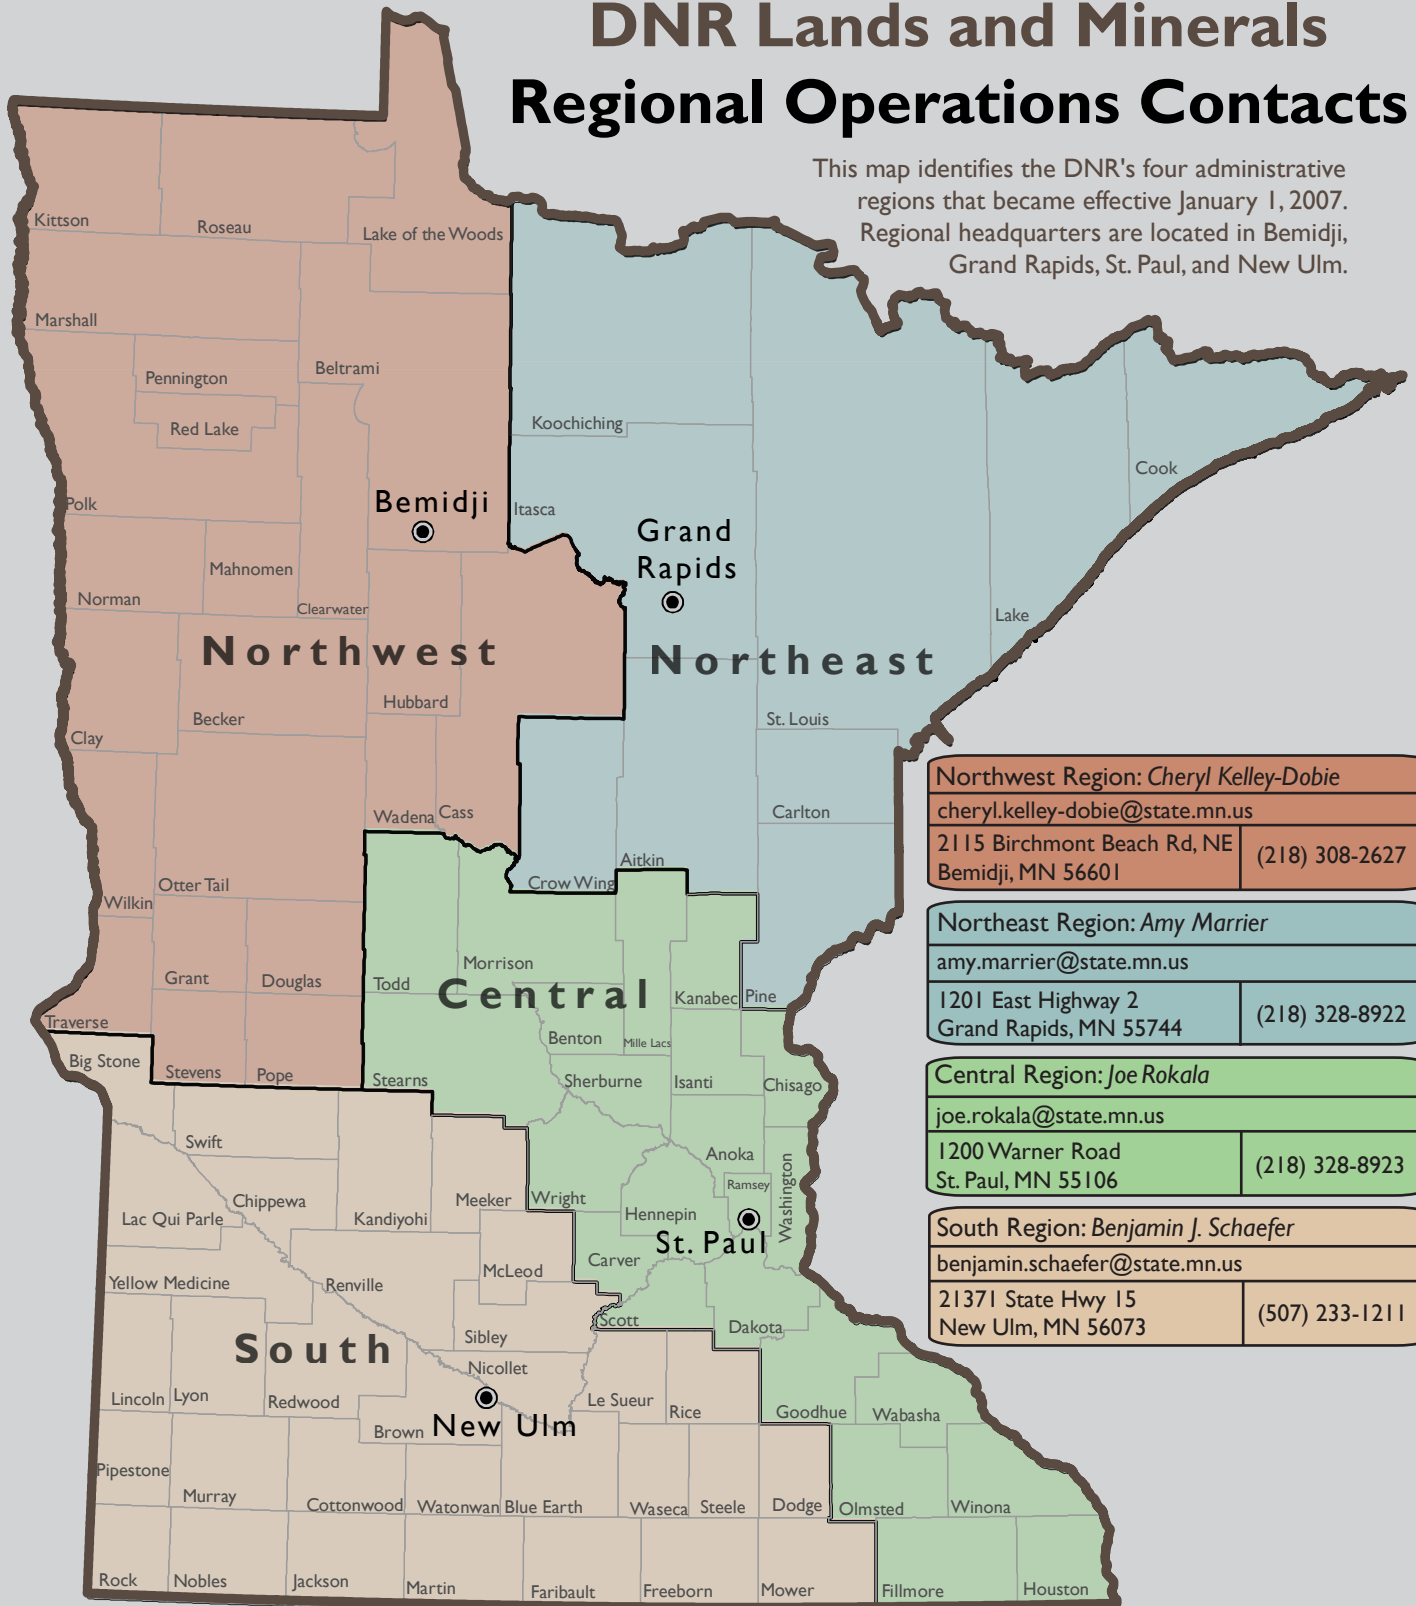 DNR Lands and Minerals
Regional Operations Contacts
This map identifies the DNR's four administrative
regions that became effective January 1, 2007.
Regional headquarters are located in Bemidji,
Grand Rapids, St. Paul, and New Ulm.
Kittson
Roseau
Lake of the Woods
Marshall
Pennington
Beltrami
Red Lake
Koochiching
Cook
Polk
Bemidji
Itasca
Grand
Rapids
Mahnomen
Norman
Clearwater
Lake
Northwest
Northeast
Hubbard
Becker
St. Louis
Clay
Wadena
Cass
Carlton
Aitkin
Crow Wing
Otter Tail
Wilkin
Grant
Douglas
Todd
Morrison
Central
Kanabec
Pine
Traverse
Big Stone
Benton
Mille Lacs
Stevens
Pope
Stearns
Sherburne
Isanti
Chisago
Swift
Anoka
Washington
Ramsey
Chippewa
Meeker
Wright
Lac Qui Parle
Kandiyohi
Hennepin
St. Paul
Carver
McLeod
Yellow Medicine
Renville
Scott
Dakota
Sibley
South
Nicollet
Lincoln
Lyon
Redwood
Le Sueur
Rice
Goodhue
Wabasha
Brown
New Ulm
Pipestone
Murray
Cottonwood
Watonwan
Blue Earth
Waseca
Steele
Dodge
Olmsted
Winona
Rock
Nobles
Jackson
Martin
Faribault
Freeborn
Mower
Fillmore
Houston
Northwest Region: Cheryl Kelley-Dobie
cheryl.kelley-dobie@state.mn.us
2115 Birchmont Beach Rd, NE
Bemidji, MN 56601
(218) 308-2627
Northeast Region: Amy Marrier
amy.marrier@state.mn.us
1201 East Highway 2
Grand Rapids, MN 55744
(218) 328-8922
Central Region: Joe Rokala
joe.rokala@state.mn.us
1200 Warner Road
St. Paul, MN 55106
(218) 328-8923
South Region: Benjamin J. Schaefer
benjamin.schaefer@state.mn.us
21371 State Hwy 15
New Ulm, MN 56073
(507) 233-1211